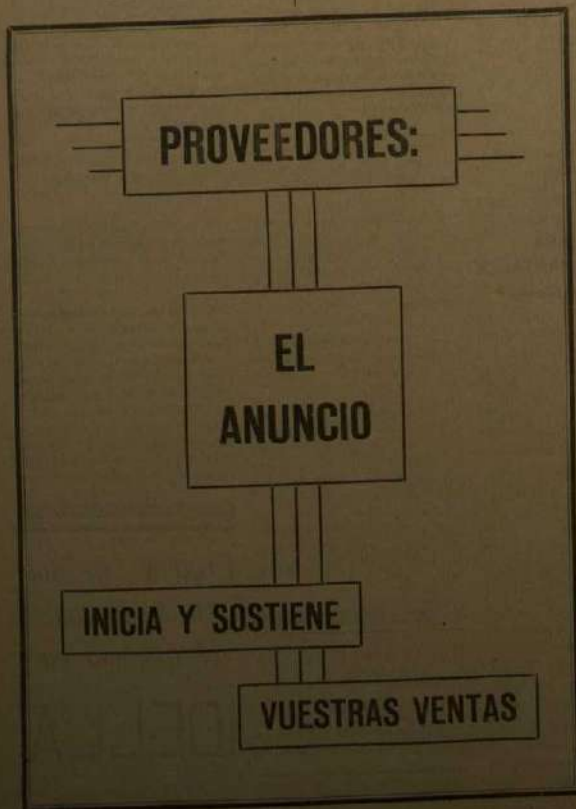 PROVEEDORES:
EL
ANUNCIO
INICIA Y SOSTIENE
VUESTRAS VENTAS